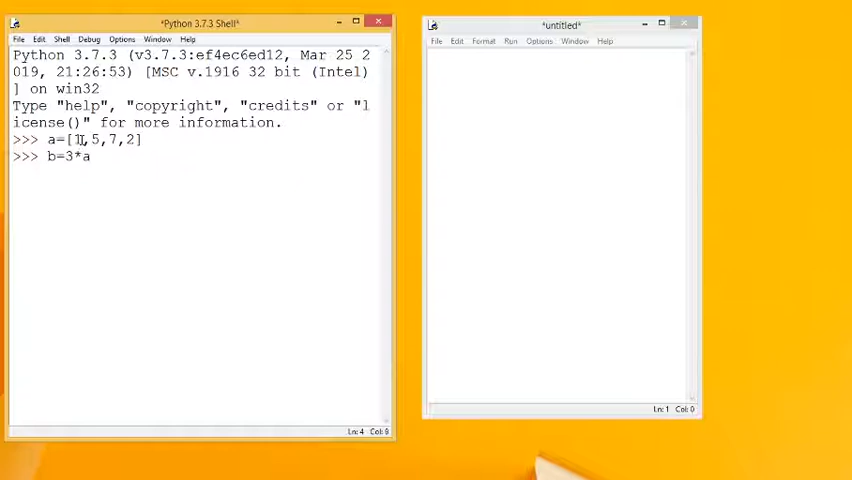 *Python 3.7.3 Shell*
File Edit Shell Debug Options Window Help
Python 3.7.3 (v3.7.3:ef4ec6ed12, Mar 25 2
019, 21:26:53) [MSC v.1916 32 bit (Intel)
] on win32
Type "help", "copyright", "credits" or "l
icense()" for more information.
>>> a=[1,5,7,2]
>>> b=3*a
Ln: 4 Col: 9
*untitled*
File Edit Format Run Options Window Help
Ln: 1 Col: 0